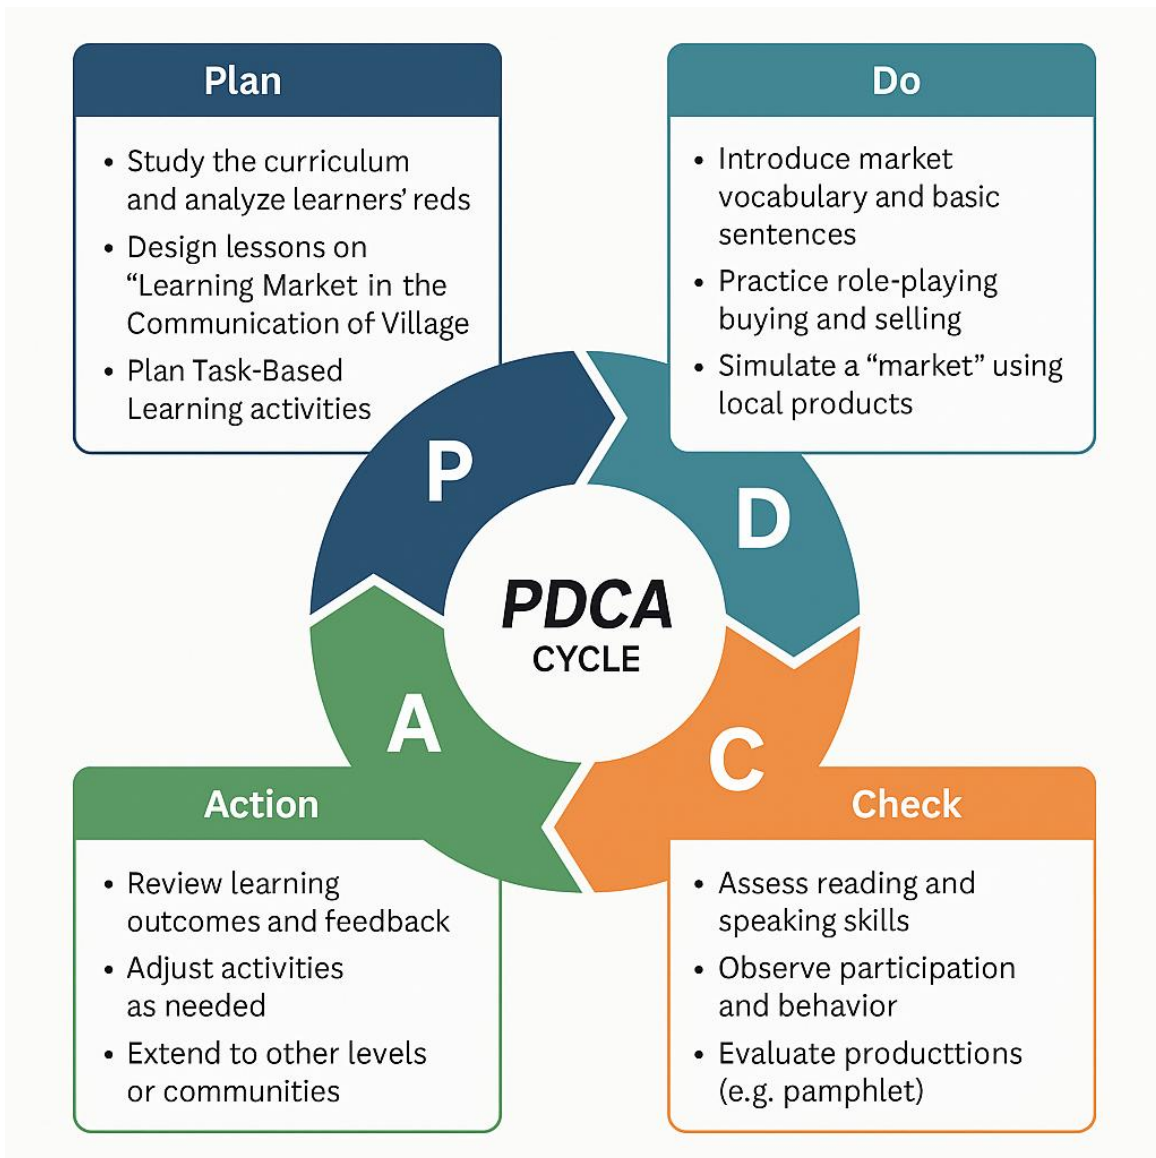 Plan
• Study the curriculum
and analyze learners’ reds
• Design lessons on
“Learning Market in the
Communication of Village
• Plan Task-Based
Learning activities
Do
• Introduce market
vocabulary and basic
sentences
• Practice role-playing
buying and selling
• Simulate a “market” using
local products
P
D
PDCA
CYCLE
A
C
Action
• Review learning
outcomes and feedback
• Adjust activities
as needed
• Extend to other levels
or communities
Check
• Assess reading and
speaking skills
• Observe participation
and behavior
• Evaluate producttions
(e.g. pamphlet)